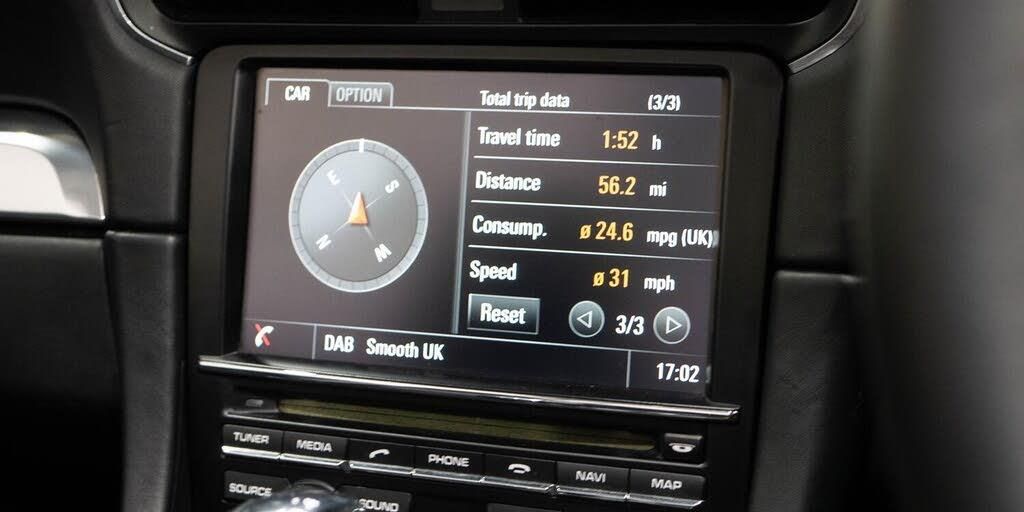 CAR OPTION Total trip data (3/3)
Travel time 1:52 h
Distance 56.2 mi
Consump. ø 24.6 mpg (UK)
Speed ø 31 mph
Reset 3/3
E S
N W
DAB Smooth UK 17:02
TUNER MEDIA PHONE NAVI MAP
SOURCE SOUND